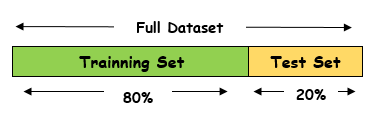 Full Dataset
Trainning Set Test Set
80% 20%